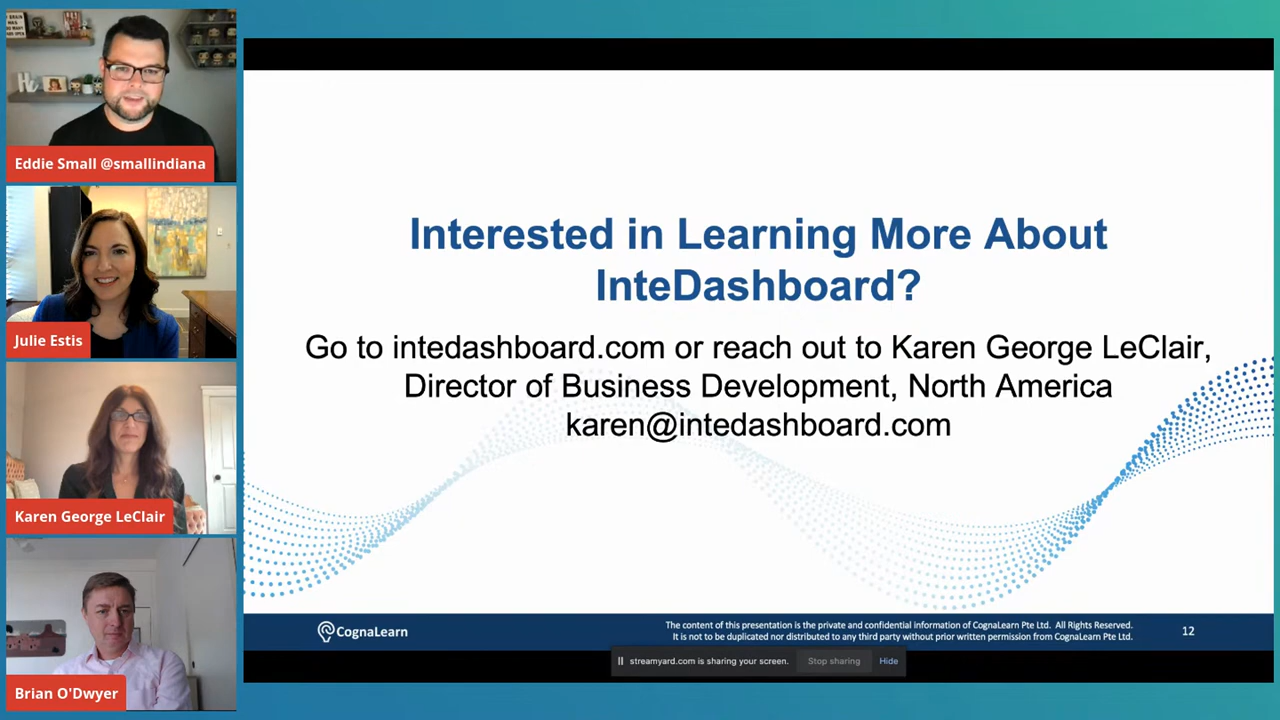 Eddie Small @smallindiana
Julie Estis
Karen George LeClair
Brian O'Dwyer
Interested in Learning More About
InteDashboard?
Go to intedashboard.com or reach out to Karen George LeClair,
Director of Business Development, North America
karen@intedashboard.com
CognaLearn
The content of this presentation is the private and confidential information of CognaLearn Pte Ltd. All Rights Reserved.
It is not to be duplicated nor distributed to any third party without prior written permission from CognaLearn Pte Ltd.
12
streamyard.com is sharing your screen.
Stop sharing
Hide